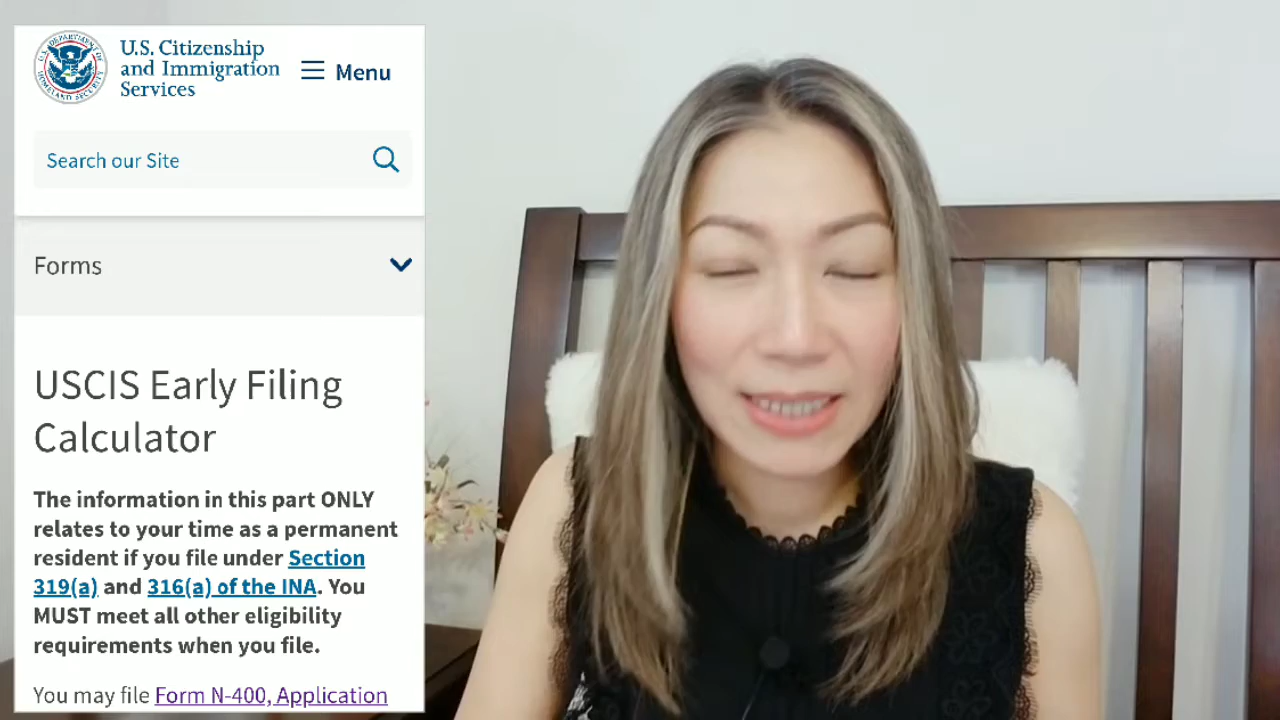 U.S. Citizenship
and Immigration
Services
Menu
Search our Site
Forms
USCIS Early Filing
Calculator
The information in this part ONLY
relates to your time as a permanent
resident if you file under Section
319(a) and 316(a) of the INA. You
MUST meet all other eligibility
requirements when you file.
You may file Form N-400, Application